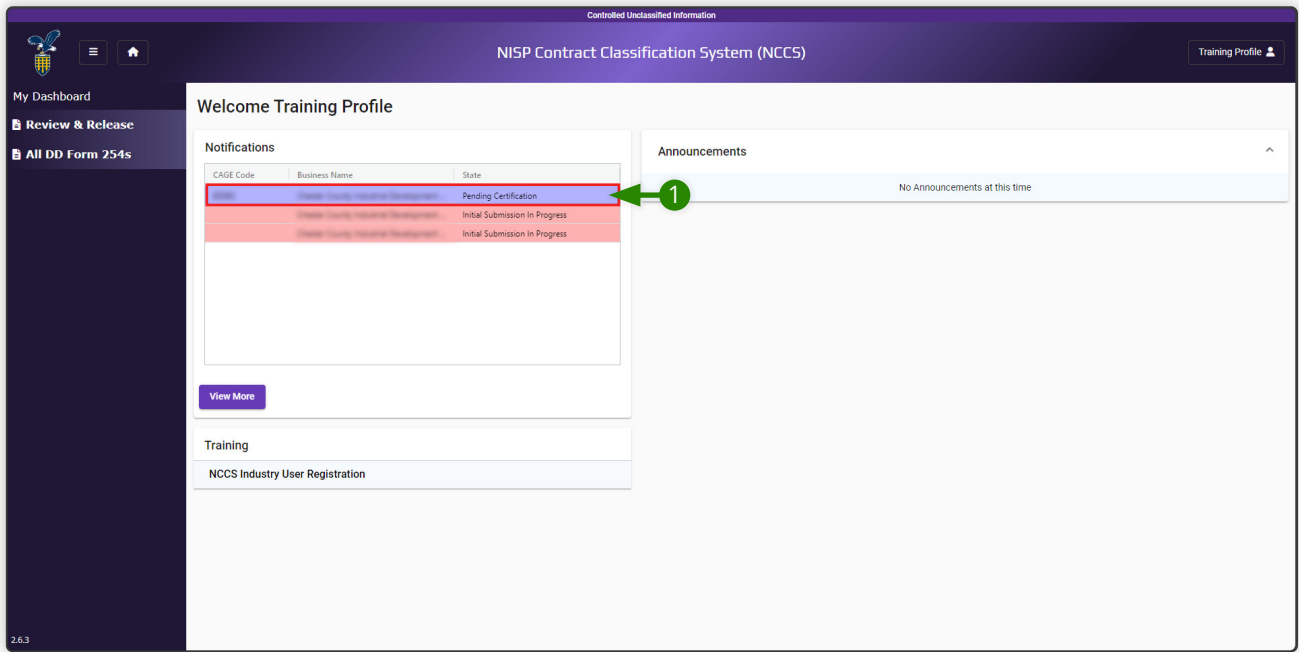 Controlled Unclassified Information
NISP Contract Classification System (NCCS)
Training Profile
My Dashboard
Review & Release
All DD Form 254s
Welcome Training Profile
Notifications
CAGE Code Business Name State
Pending Certification
Initial Submission In Progress
Initial Submission In Progress
1
View More
Training
NCCS Industry User Registration
Announcements
No Announcements at this time
2.6.3